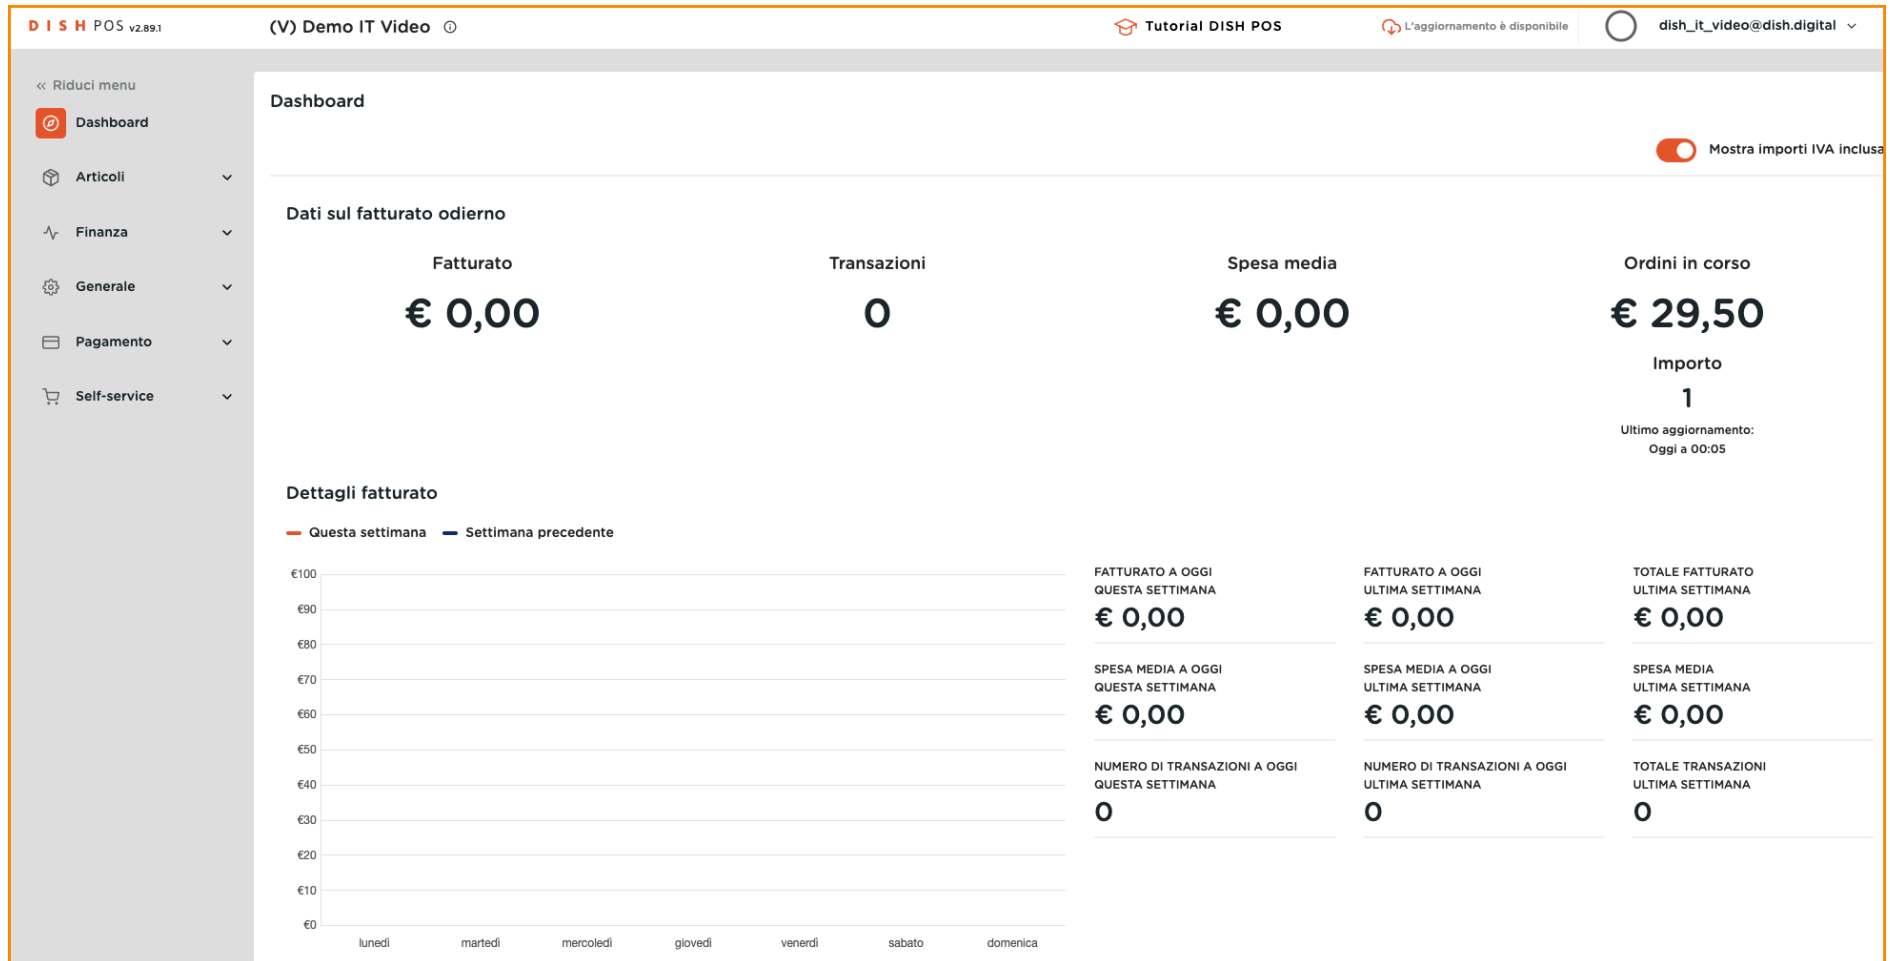 DISH POS v2.89.1
(V) Demo IT Video
Tutorial DISH POS
L'aggiornamento è disponibile
dish_it_video@dish.digital
Riduci menu
Dashboard
Articoli
Finanza
Generale
Pagamento
Self-service
Dashboard
Mostra importi IVA inclusa
Dati sul fatturato odierno
Fatturato
€ 0,00
Transazioni
0
Spesa media
€ 0,00
Ordini in corso
€ 29,50
Importo
1
Ultimo aggiornamento:
Oggi a 00:05
Dettagli fatturato
Questa settimana
Settimana precedente
€100
€90
€80
€70
€60
€50
€40
€30
€20
€10
€0
lunedì martedì mercoledì giovedì venerdì sabato domenica
FATTURATO A OGGI
QUESTA SETTIMANA
€ 0,00
FATTURATO A OGGI
ULTIMA SETTIMANA
€ 0,00
TOTALE FATTURATO
ULTIMA SETTIMANA
€ 0,00
SPESA MEDIA A OGGI
QUESTA SETTIMANA
€ 0,00
SPESA MEDIA A OGGI
ULTIMA SETTIMANA
€ 0,00
SPESA MEDIA
ULTIMA SETTIMANA
€ 0,00
NUMERO DI TRANSAZIONI A OGGI
QUESTA SETTIMANA
0
NUMERO DI TRANSAZIONI A OGGI
ULTIMA SETTIMANA
0
TOTALE TRANSAZIONI
ULTIMA SETTIMANA
0